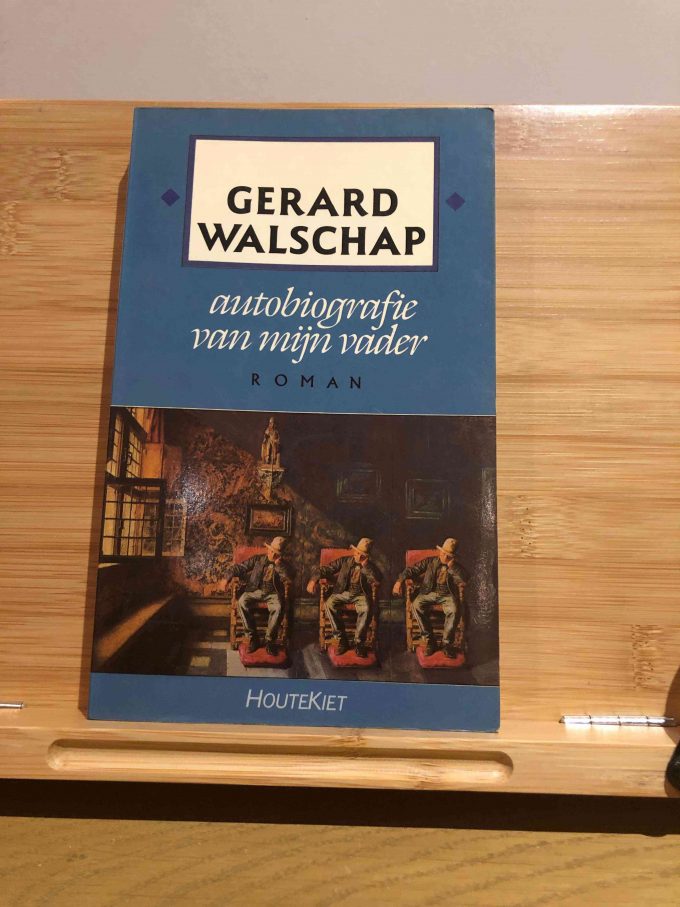 GERARD
WALSCHAP
autobiografie
van mijn vader
ROMAN
HOUTEKIET